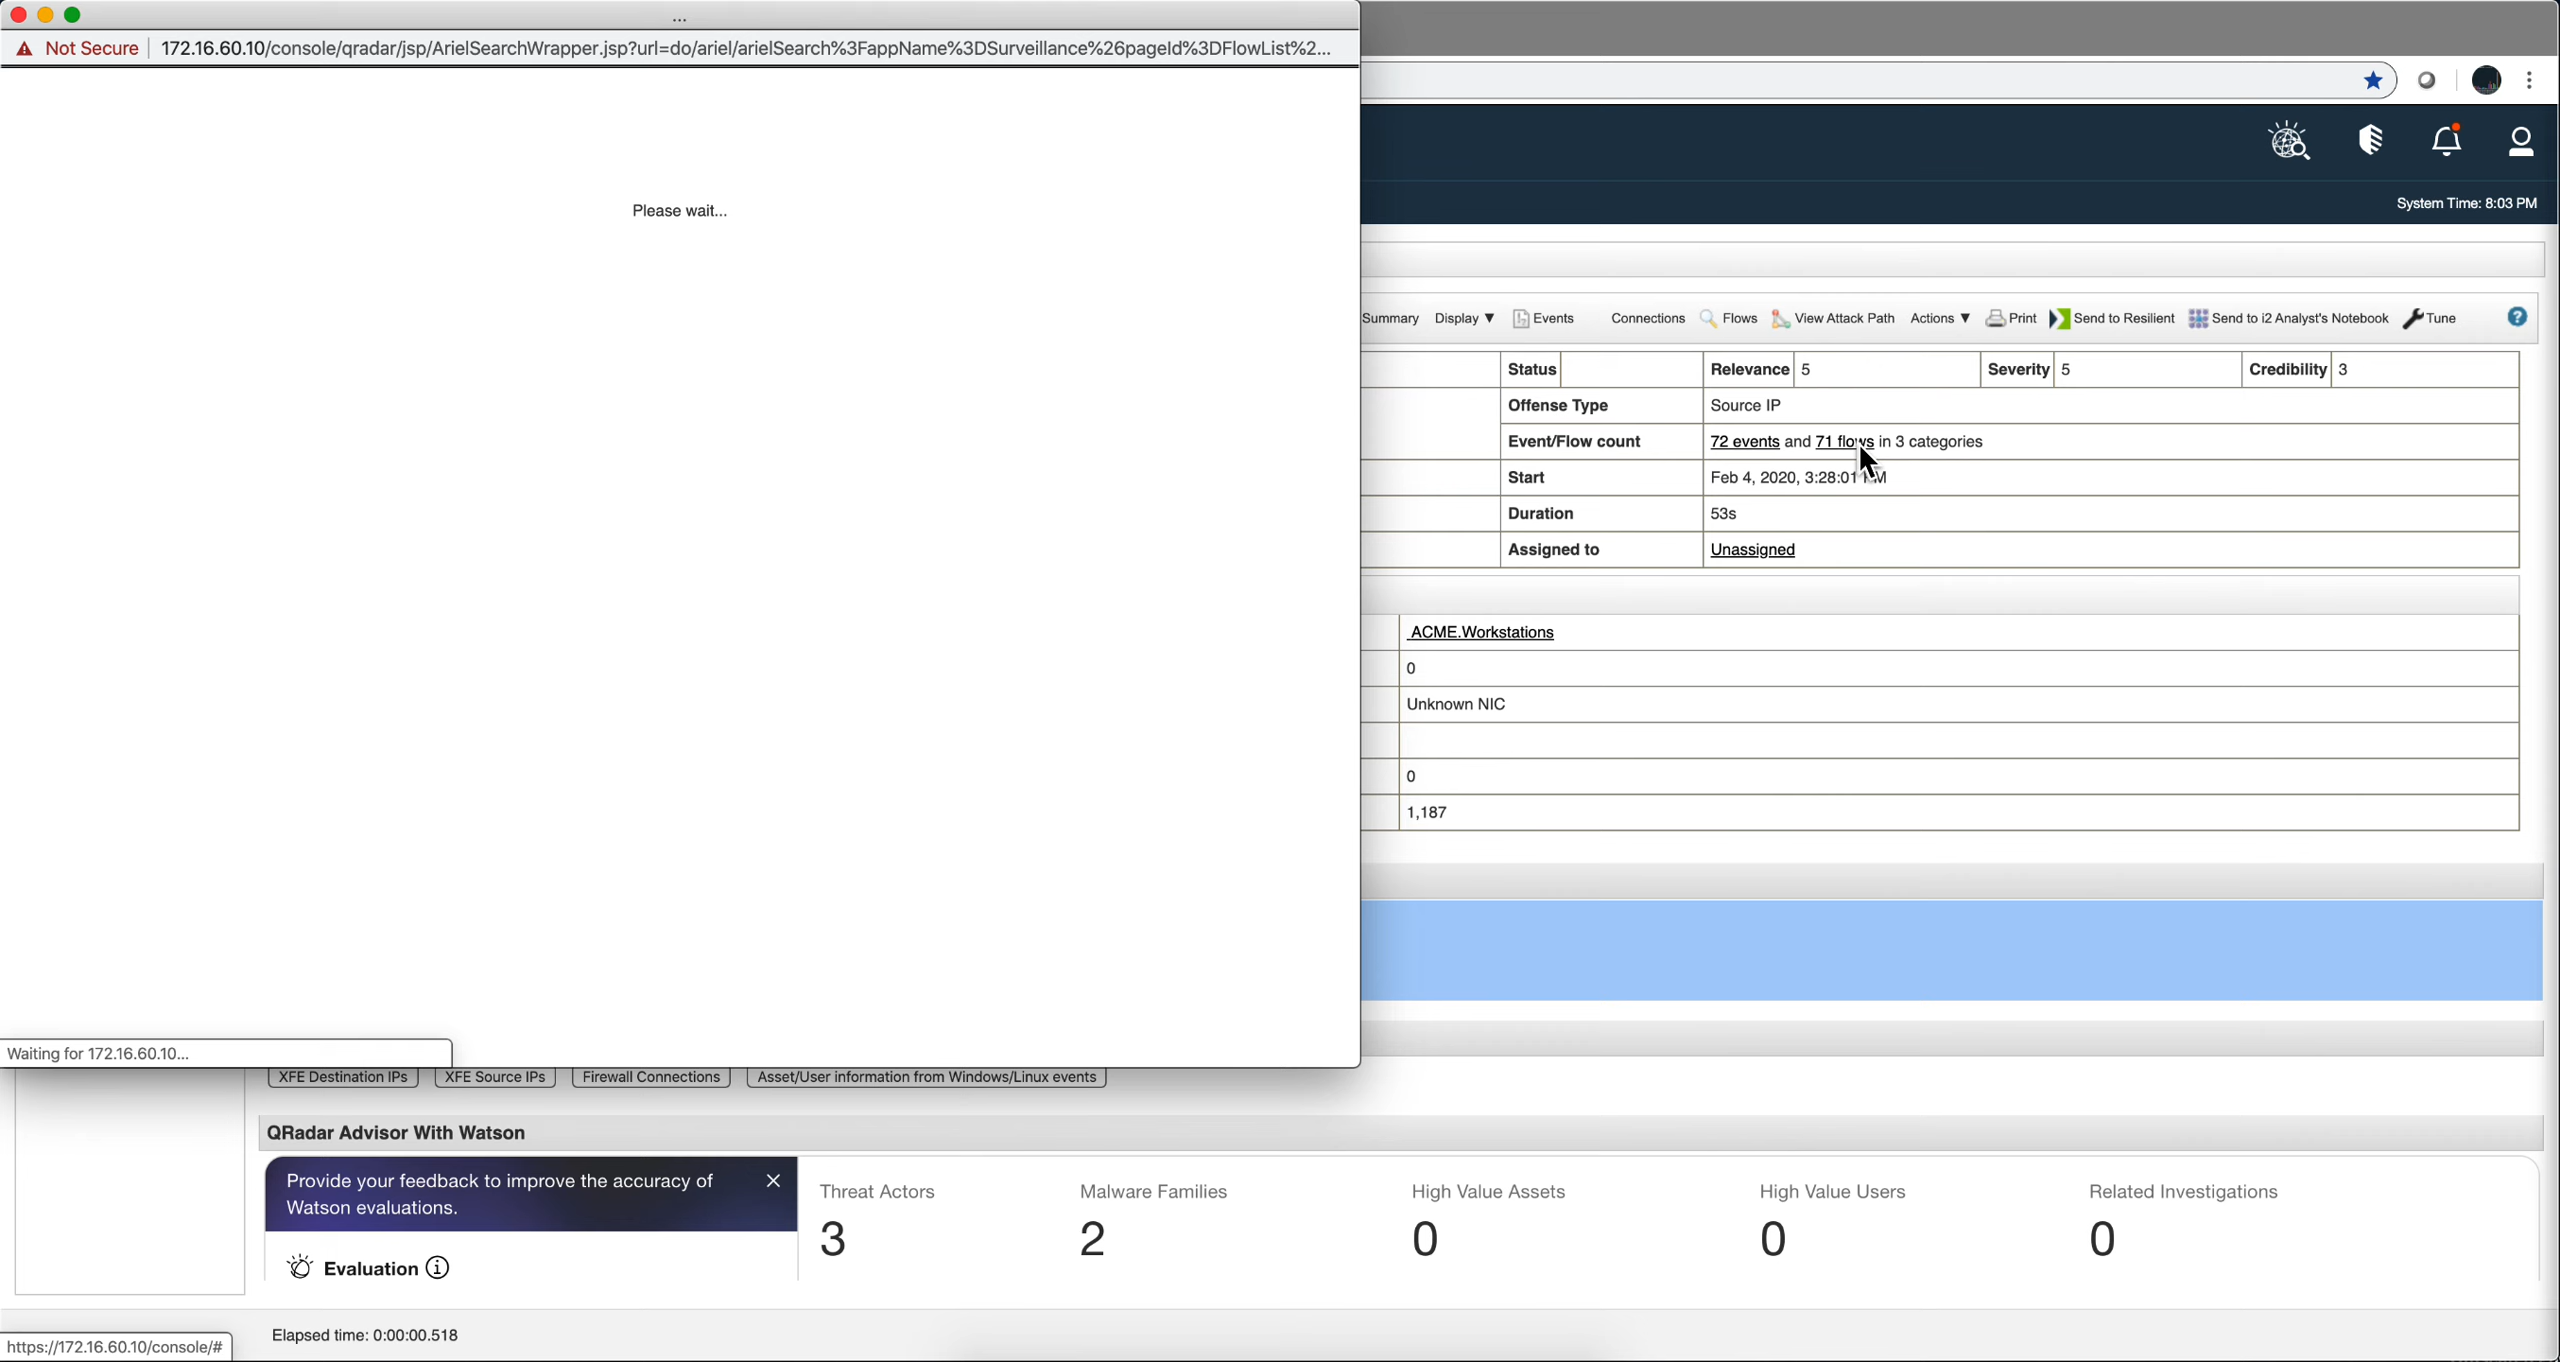 ...
Not Secure 172.16.60.10/console/qradar/jsp/ArielSearchWrapper.jsp?url=do/ariel/arielSearch%3FappName%3DSurveillance%26pageId%3DFlowList%2...
Please wait...
System Time: 8:03 PM
Summary Display ▼ Events Connections Flows View Attack Path Actions ▼ Print Send to Resilient Send to i2 Analyst's Notebook Tune ?
Status Relevance 5 Severity 5 Credibility 3
Offense Type Source IP
Event/Flow count 72 events and 71 flows in 3 categories
Start Feb 4, 2020, 3:28:01
Duration 53s
Assigned to Unassigned
ACME.Workstations
0
Unknown NIC
0
1,187
Waiting for 172.16.60.10...
XFE Destination IPs XFE Source IPs Firewall Connections Asset/User information from Windows/Linux events
QRadar Advisor With Watson
Provide your feedback to improve the accuracy of
Watson evaluations.
Evaluation
Threat Actors Malware Families High Value Assets High Value Users Related Investigations
3 2 0 0 0
Elapsed time: 0:00:00.518
https://172.16.60.10/console/#